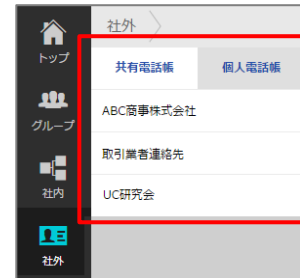 トップ
グループ
社内
社外
社外
共有電話帳
個人電話帳
ABC商事株式会社
取引業者連絡先
UC研究会